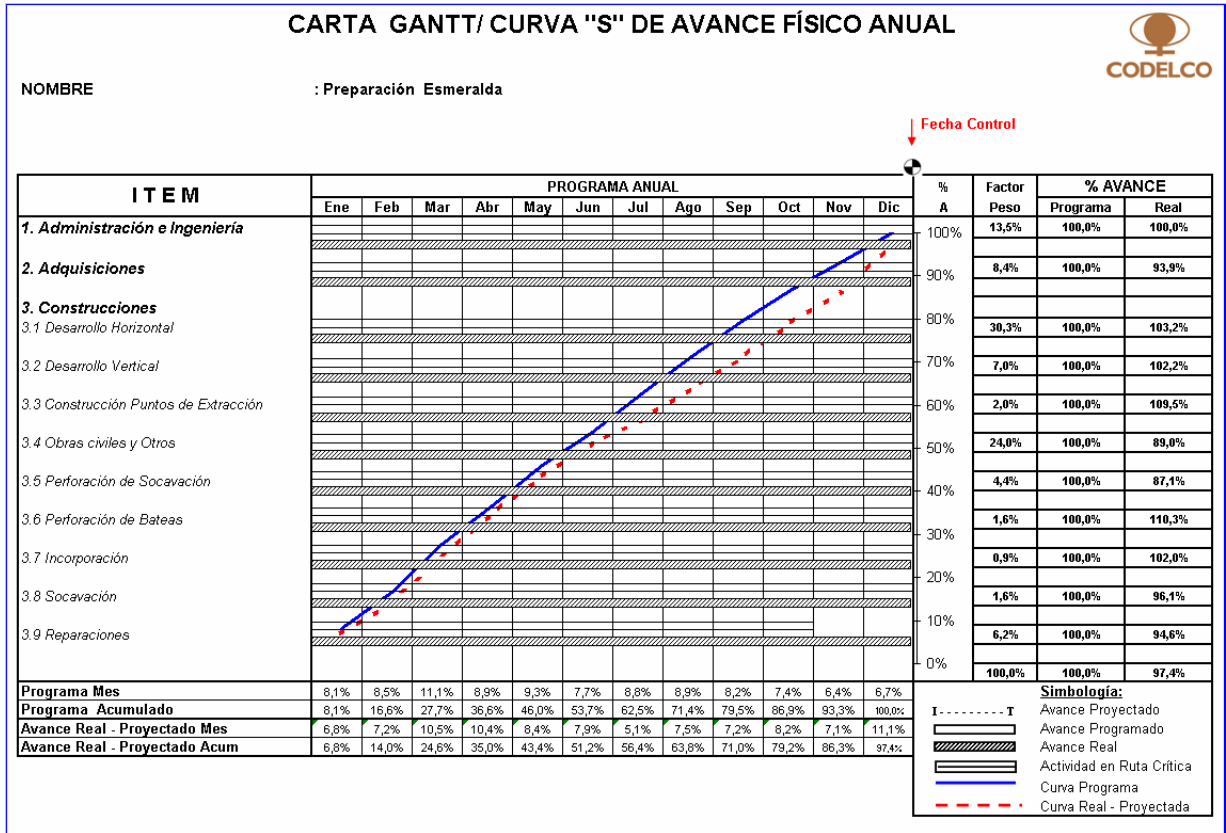 CARTA GANTT/ CURVA "S" DE AVANCE FÍSICO ANUAL
CODELCO
NOMBRE : Preparación Esmeralda
Fecha Control
ITEM PROGRAMA ANUAL % Factor % AVANCE
Ene Feb Mar Abr May Jun Jul Ago Sep Oct Nov Dic A Peso Programa Real
1. Administración e Ingeniería 100% 13,5% 100,0% 100,0%
2. Adquisiciones 90% 8,4% 100,0% 93,9%
3. Construcciones
3.1 Desarrollo Horizontal 80% 30,3% 100,0% 103,2%
3.2 Desarrollo Vertical 70% 7,0% 100,0% 102,2%
3.3 Construcción Puntos de Extracción 60% 2,0% 100,0% 109,5%
3.4 Obras civiles y Otros 50% 24,0% 100,0% 89,0%
3.5 Perforación de Socavación 40% 4,4% 100,0% 87,1%
3.6 Perforación de Bateas 30% 1,6% 100,0% 110,3%
3.7 Incorporación 0,9% 100,0% 102,0%
20%
3.8 Socavación 1,6% 100,0% 96,1%
10%
3.9 Reparaciones 6,2% 100,0% 94,6%
0%
100,0% 100,0% 97,4%
Programa Mes 8,1% 8,5% 11,1% 8,9% 9,3% 7,7% 8,8% 8,9% 8,2% 7,4% 6,4% 6,7%
Programa Acumulado 8,1% 16,6% 27,7% 36,6% 46,0% 53,7% 62,5% 71,4% 79,5% 86,9% 93,3% 100,0%
Avance Real - Proyectado Mes 6,8% 7,2% 10,5% 10,4% 8,4% 7,9% 5,1% 7,5% 7,2% 8,2% 7,1% 11,1%
Avance Real - Proyectado Acum 6,8% 14,0% 24,6% 35,0% 43,4% 51,2% 56,4% 63,8% 71,0% 79,2% 86,3% 97,4%
Simbología:
I- - - - - - - - - T Avance Proyectado
Avance Programado
Avance Real
Actividad en Ruta Crítica
Curva Programa
Curva Real - Proyectada